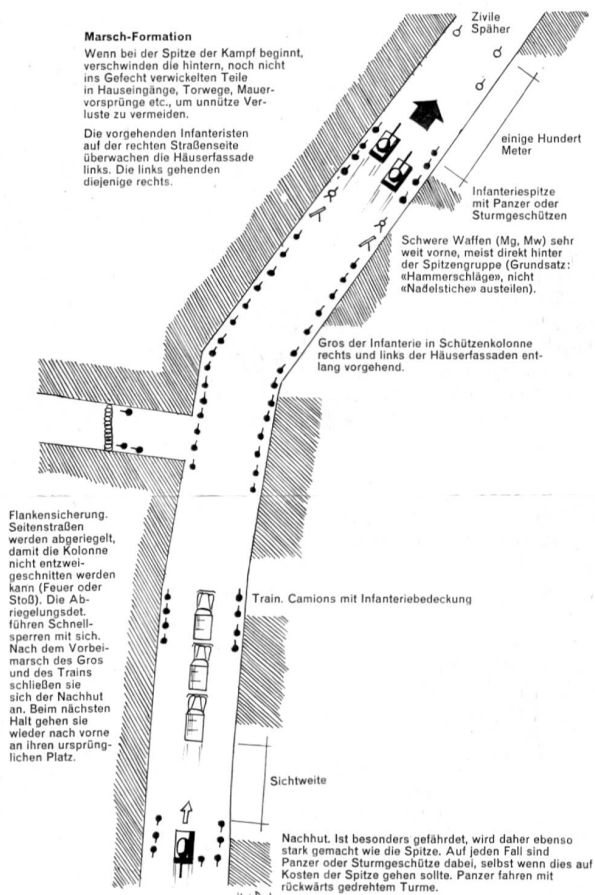 Marsch-Formation
Wenn bei der Spitze der Kampf beginnt,
verschwinden die hintern, noch nicht
ins Gefecht verwickelten Teile
in Hauseingänge, Torwege, Mauer-
vorsprünge etc., um unnütze Ver-
luste zu vermeiden.
Die vorgehenden Infanteristen
auf der rechten Straßenseite
überwachen die Häuserfassade
links. Die links gehenden
diejenige rechts.
Zivile
Späher
einige Hundert
Meter
Infanteriespitze
mit Panzer oder
Sturmgeschützen
Schwere Waffen (Mg, Mw) sehr
weit vorne, meist direkt hinter
der Spitzengruppe (Grundsatz:
«Hammerschläge», nicht
«Nadelstiche» austeilen).
Gros der Infanterie in Schützenkolonne
rechts und links der Häuserfassaden ent-
lang vorgehend.
Flankensicherung.
Seitenstraßen
werden abgeriegelt,
damit die Kolonne
nicht entzwei-
geschnitten werden
kann (Feuer oder
Stoß). Die Ab-
riegelungsdet.
führen Schnell-
sperren mit sich.
Nach dem Vorbei-
marsch des Gros
und des Trains
schließen sie
sich der Nachhut
an. Beim nächsten
Halt gehen sie
wieder nach vorne
an ihren ursprüng-
lichen Platz.
Train. Camions mit Infanteriebedeckung
Sichtweite
Nachhut. Ist besonders gefährdet, wird daher ebenso
stark gemacht wie die Spitze. Auf jeden Fall sind
Panzer oder Sturmgeschütze dabei, selbst wenn dies auf
Kosten der Spitze gehen sollte. Panzer fahren mit
rückwärts gedrehtem Turme.